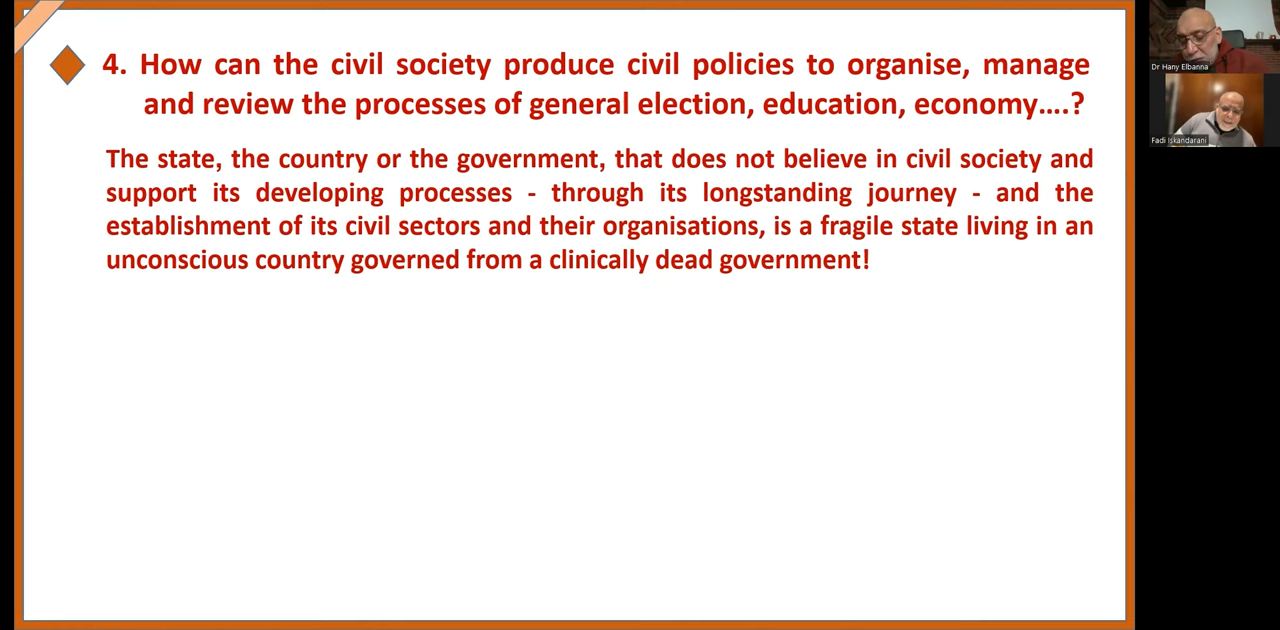 4. How can the civil society produce civil policies to organise, manage
and review the processes of general election, education, economy....?
The state, the country or the government, that does not believe in civil society and
support its developing processes - through its longstanding journey - and the
establishment of its civil sectors and their organisations, is a fragile state living in an
unconscious country governed from a clinically dead government!
Dr Hany Elbanna
Fadi Iskandarani